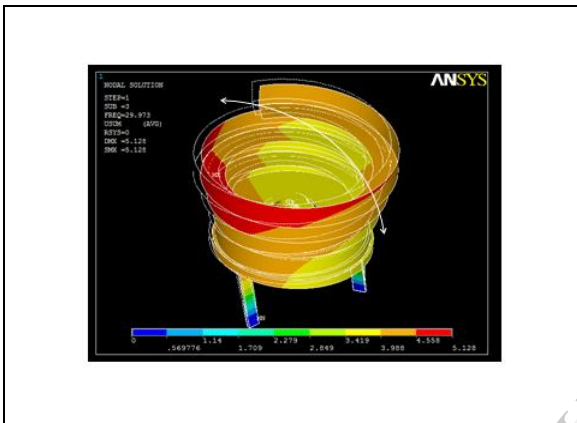 1
ANSYS
NODAL SOLUTION
STEP=1
SUB =3
FREQ=29.973
USUM (AVG)
RSYS=0
DMX =5.128
SMX =5.128
MX
MN
0 1.14 2.279 3.419 4.558
.569776 1.709 2.849 3.988 5.128